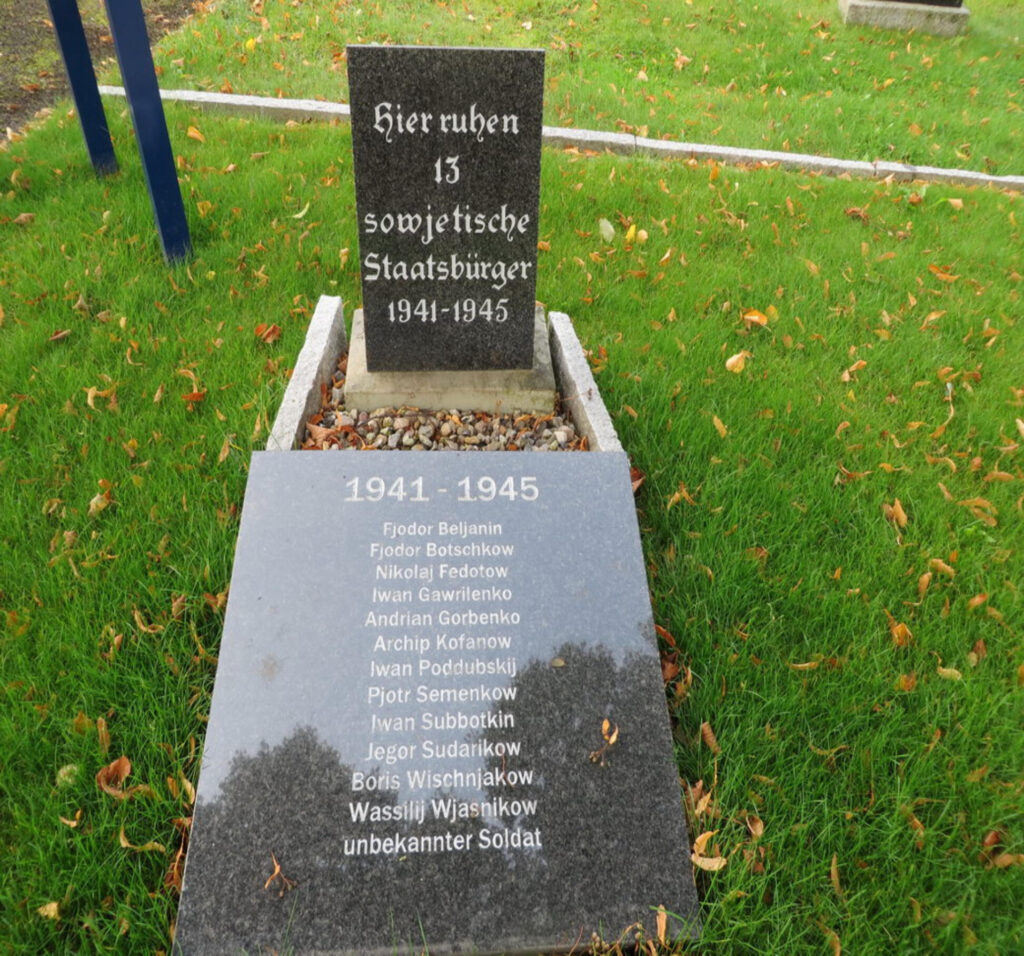 Hier ruhen
13
sowjetische
Staatsbürger
1941-1945
1941 - 1945
Fjodor Beljanin
Fjodor Botschkow
Nikolaj Fedotow
Iwan Gawrilenko
Andrian Gorbenko
Archip Kofanow
Iwan Poddubskij
Pjotr Semenkow
Iwan Subbotkin
Jegor Sudarikow
Boris Wischnjakow
Wassilij Wjasnikow
unbekannter Soldat